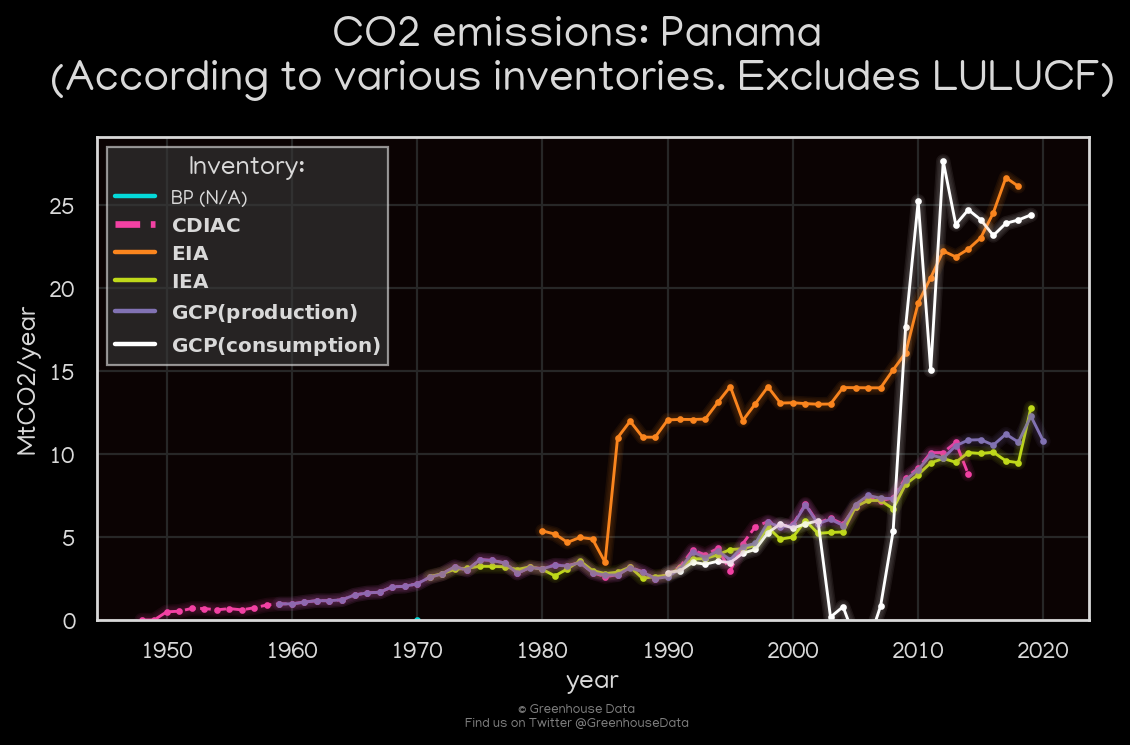 CO2 emissions: Panama
(According to various inventories. Excludes LULUCF)
Inventory:
BP (N/A)
CDIAC
EIA
IEA
GCP(production)
GCP(consumption)
MtCO2/year
25
20
15
10
5
0
1950 1960 1970 1980 1990 2000 2010 2020
year
© Greenhouse Data
Find us on Twitter @GreenhouseData